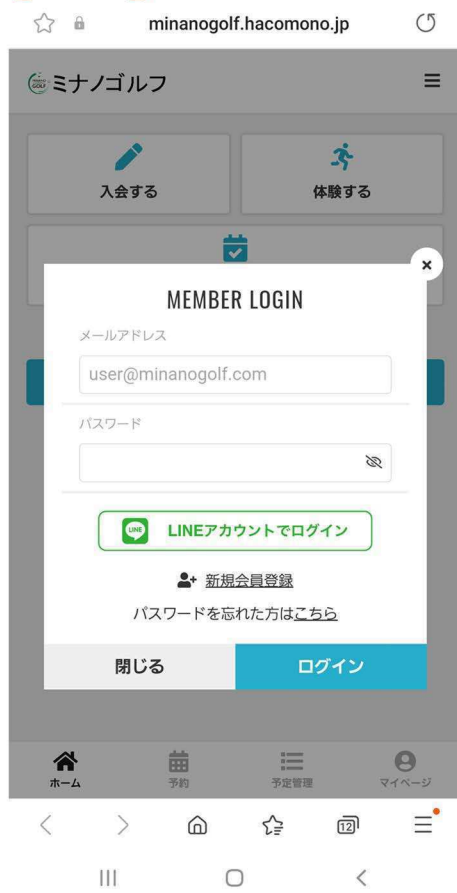 minanogolf.hacomono.jp
ミナノゴルフ
入会する
体験する
MEMBER LOGIN
メールアドレス
user@minanogolf.com
パスワード
LINE
LINEアカウントでログイン
新規会員登録
パスワードを忘れた方はこちら
閉じる
ログイン
ホーム
予約
予定管理
マイページ
12